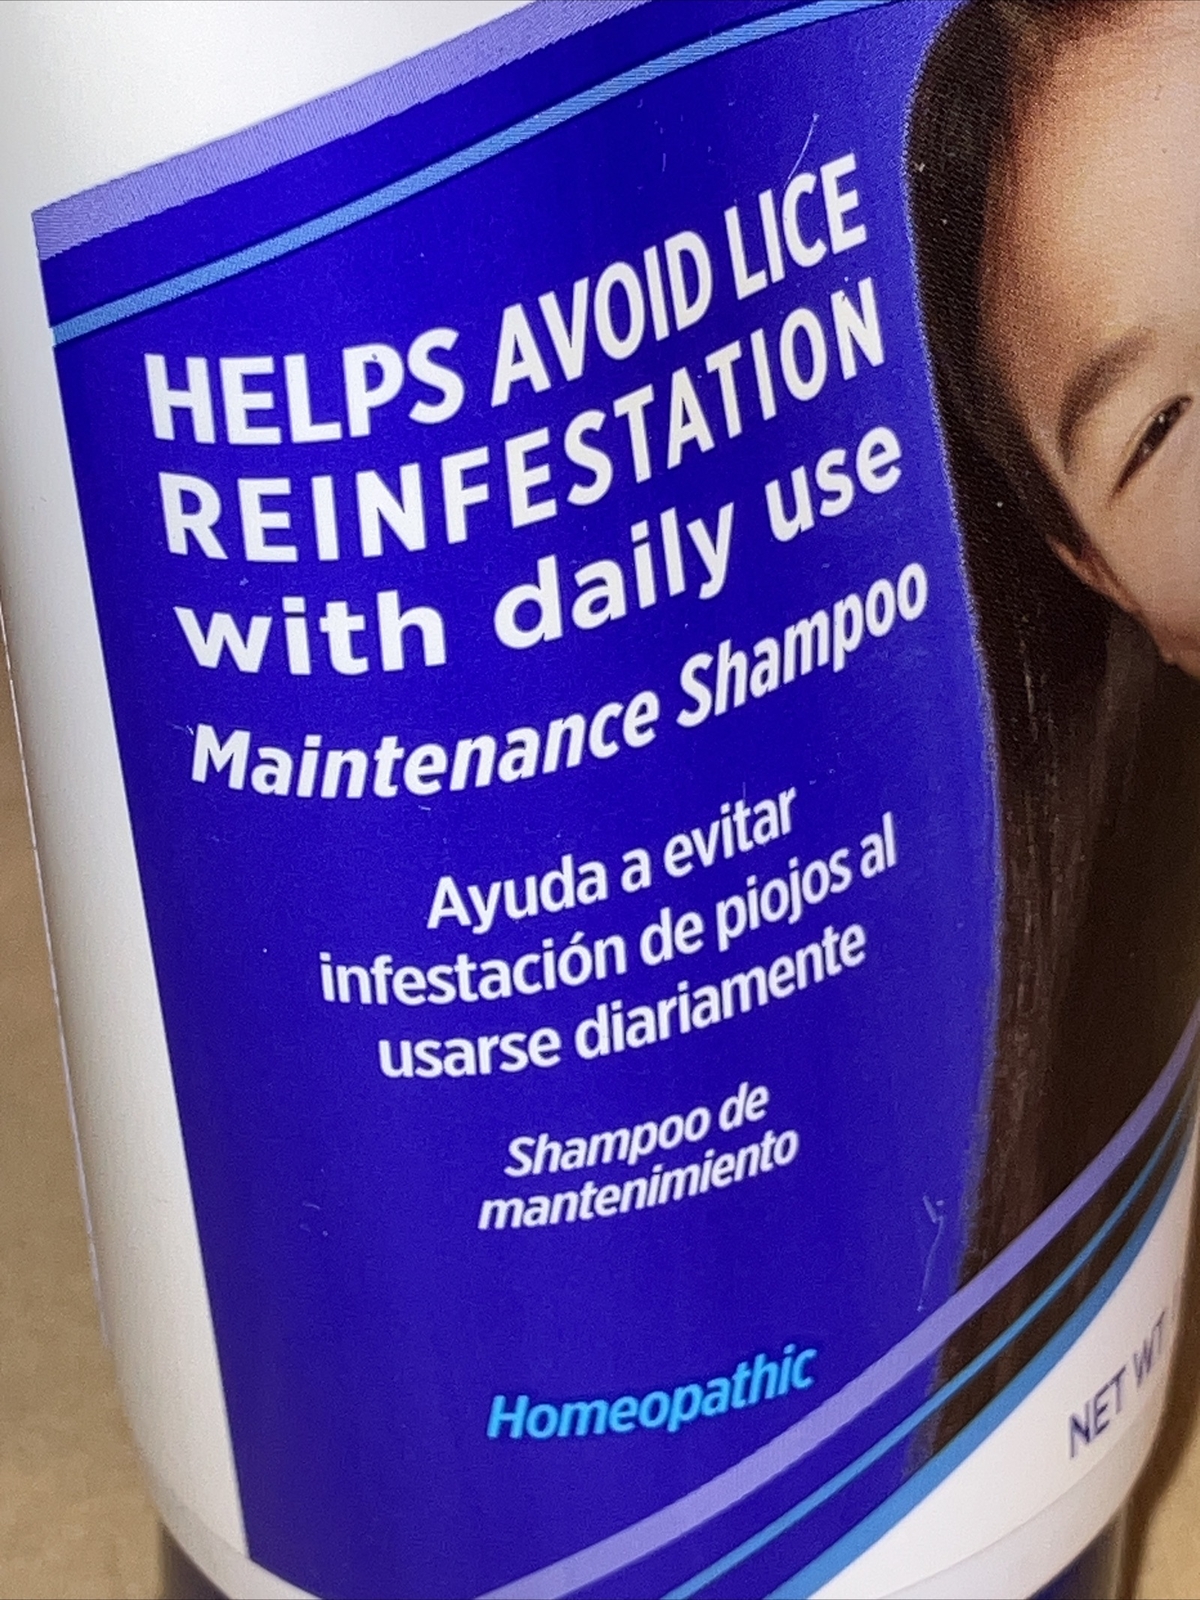 HELPS AVOID LICE
REINFESTATION
with daily use
Maintenance Shampoo
Ayuda a evitar
infestación de piojos al
usarse diariamente
Shampoo de
mantenimiento
Homeopathic
NET WT